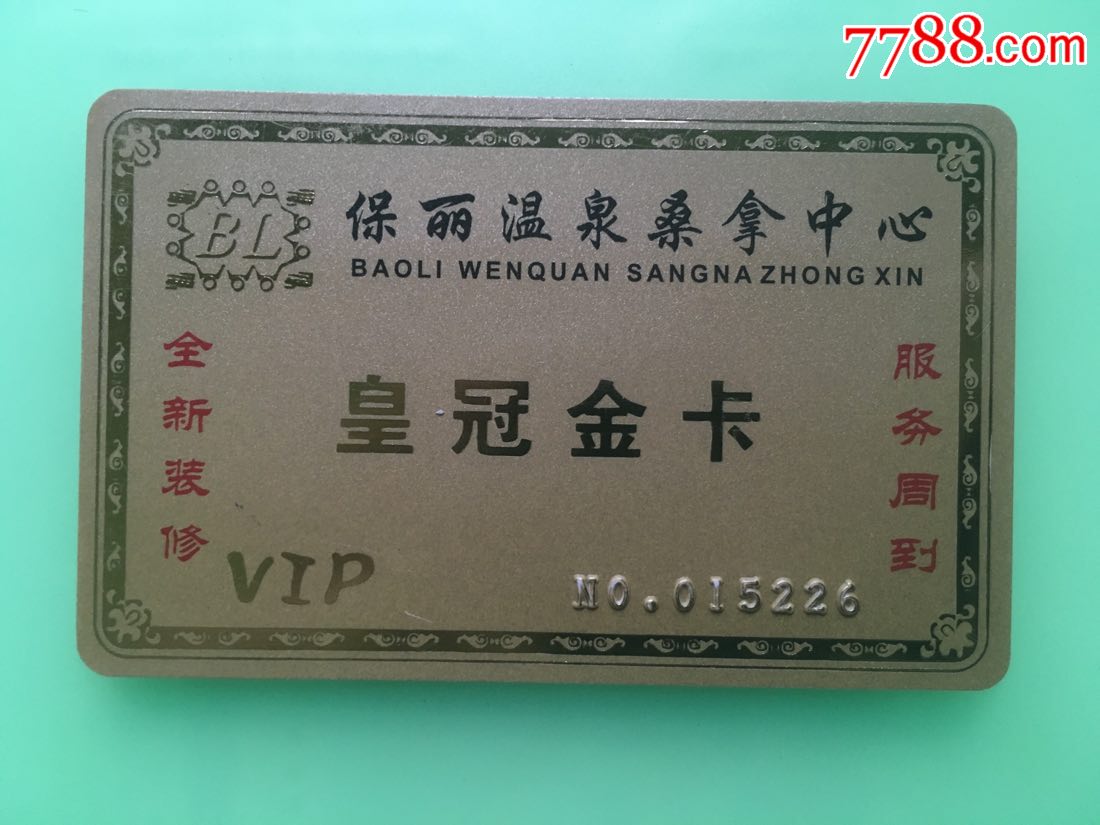 7788.com
BL
保丽温泉桑拿中心
BAOLI WENQUAN SANGNA ZHONG XIN
全新装修
皇冠金卡
服务周到
VIP
NO.015226